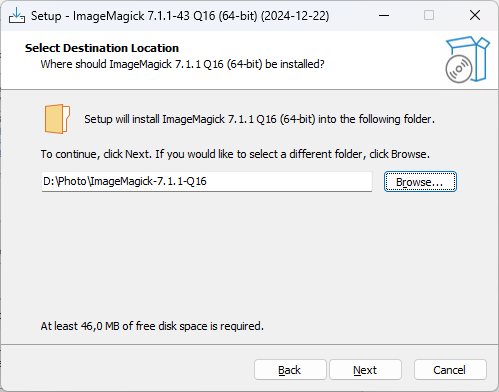 Setup - ImageMagick 7.1.1-43 Q16 (64-bit) (2024-12-22)
Select Destination Location
Where should ImageMagick 7.1.1 Q16 (64-bit) be installed?
Setup will install ImageMagick 7.1.1 Q16 (64-bit) into the following folder.
To continue, click Next. If you would like to select a different folder, click Browse.
D:\Photo\ImageMagick-7.1.1-Q16
Browse...
At least 46,0 MB of free disk space is required.
Back
Next
Cancel